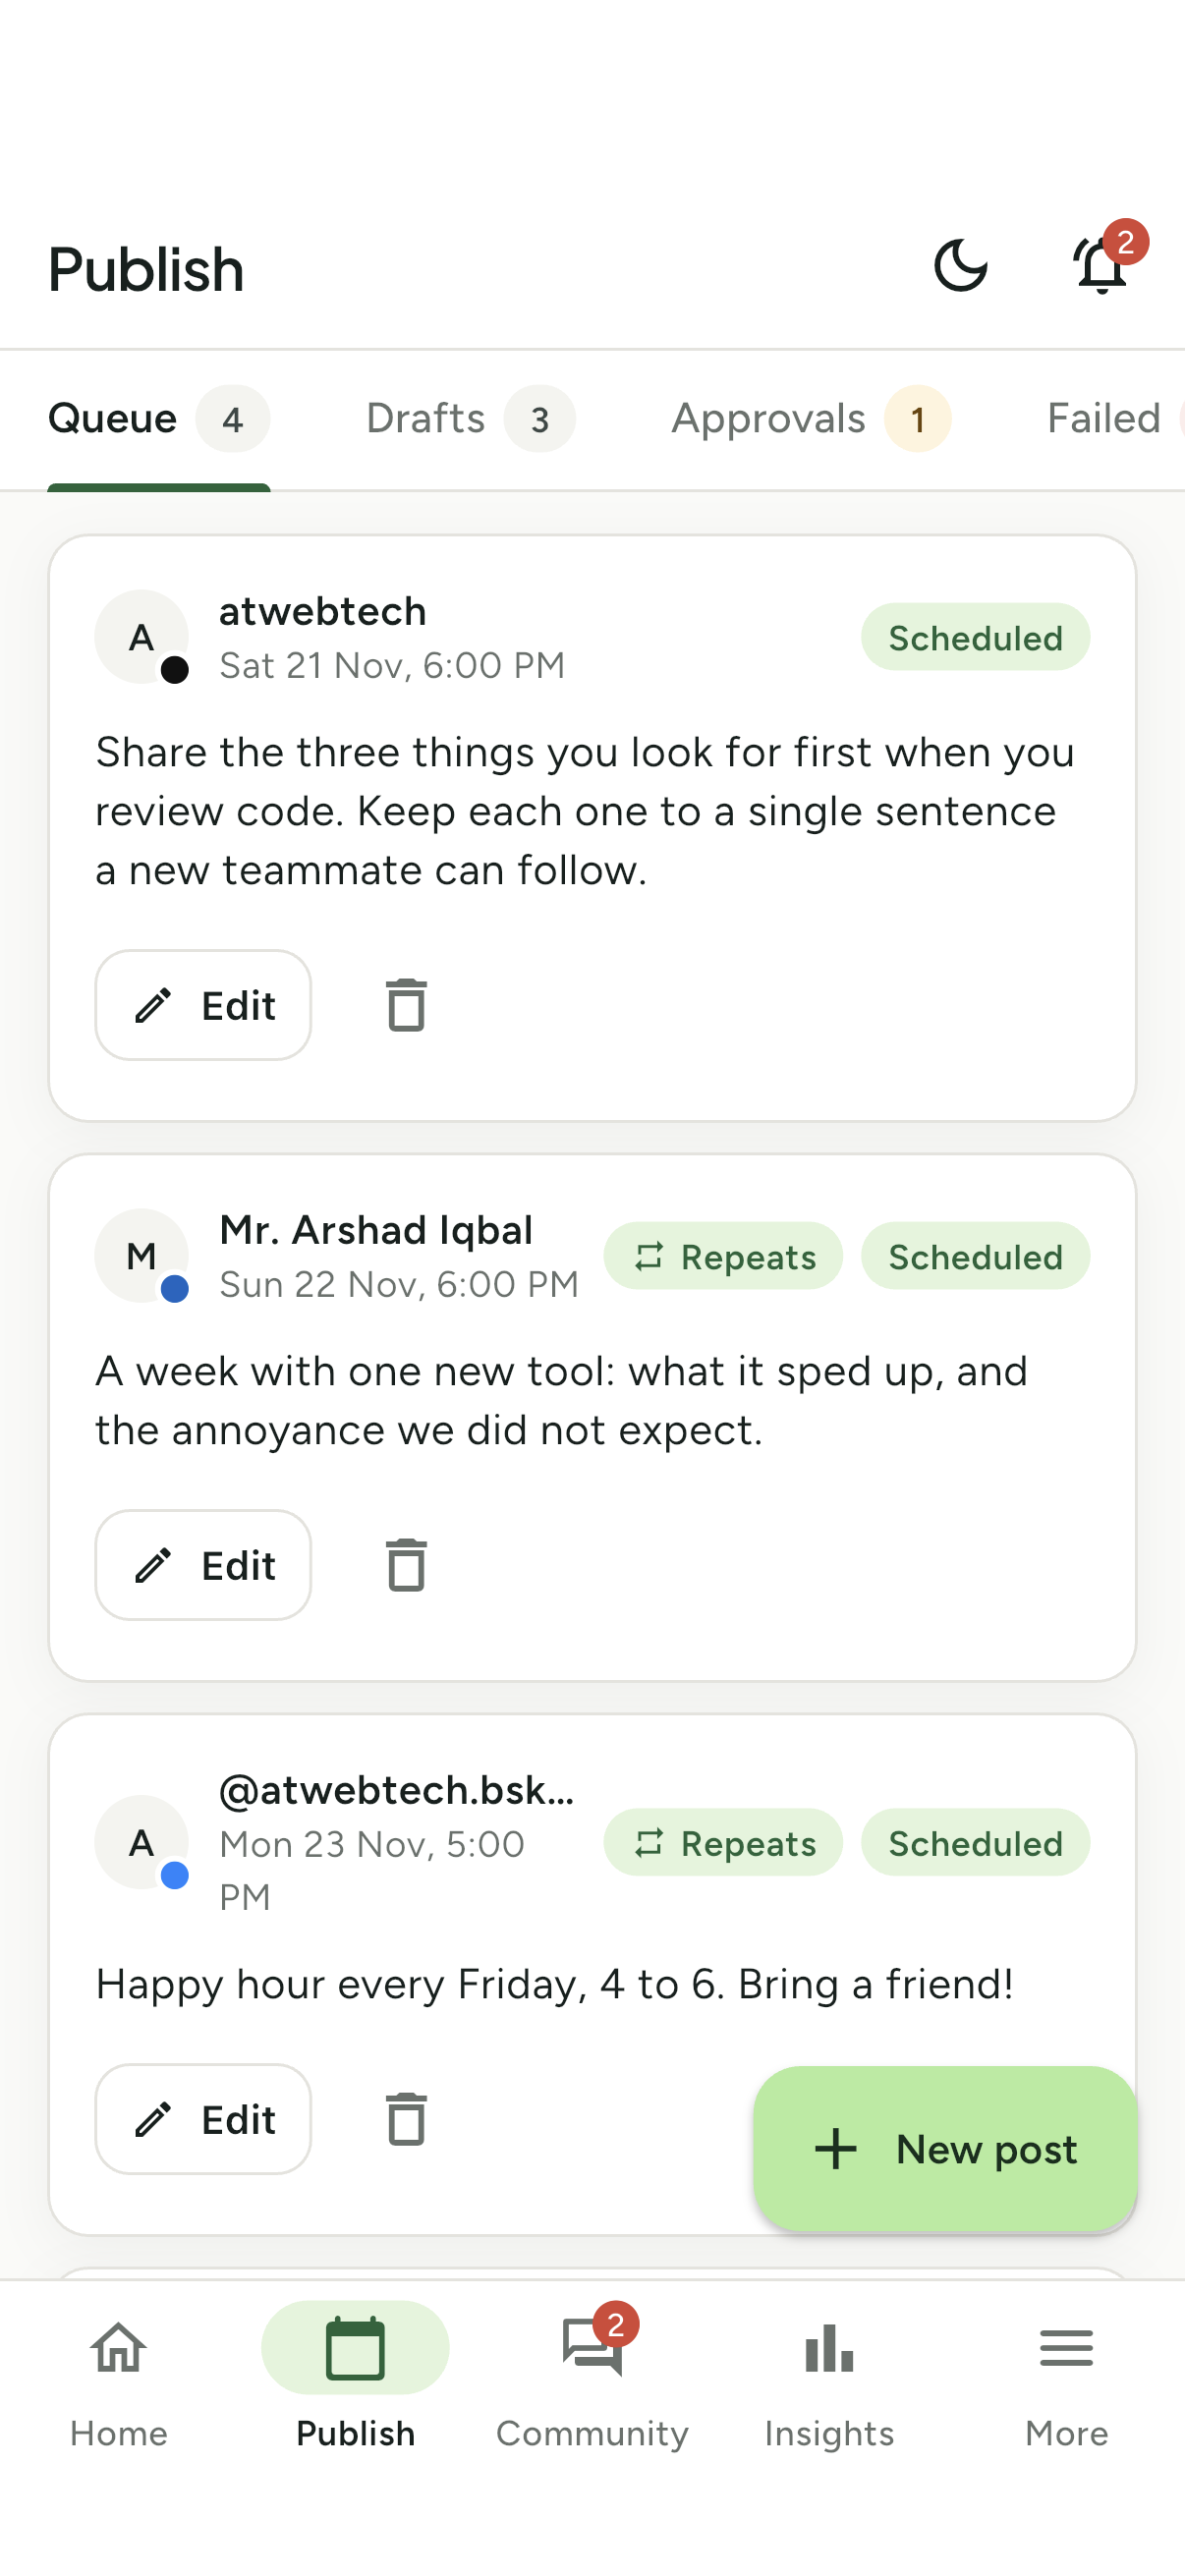 Publish
2
Queue 4
Drafts 3
Approvals 1
Failed
A
atwebtech
Sat 21 Nov, 6:00 PM
Scheduled
Share the three things you look for first when you
review code. Keep each one to a single sentence
a new teammate can follow.
Edit
M
Mr. Arshad Iqbal
Sun 22 Nov, 6:00 PM
Repeats
Scheduled
A week with one new tool: what it sped up, and
the annoyance we did not expect.
Edit
A
@atwebtech.bsk...
Mon 23 Nov, 5:00
PM
Repeats
Scheduled
Happy hour every Friday, 4 to 6. Bring a friend!
Edit
New post
2
Home
Publish
Community
Insights
More